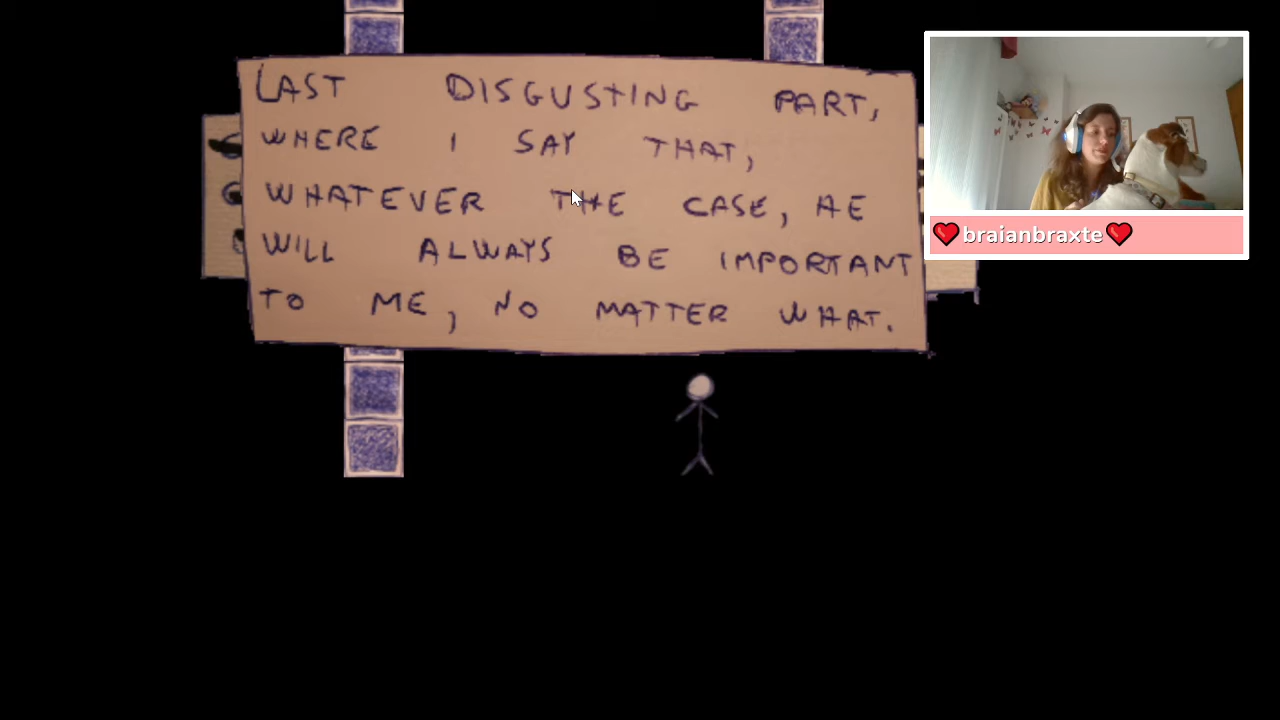 LAST DISGUSTING PART,
WHERE I SAY THAT,
WHATEVER THE CASE, HE
WILL ALWAYS BE IMPORTANT
TO ME, NO MATTER WHAT.
❤braianbraxte❤